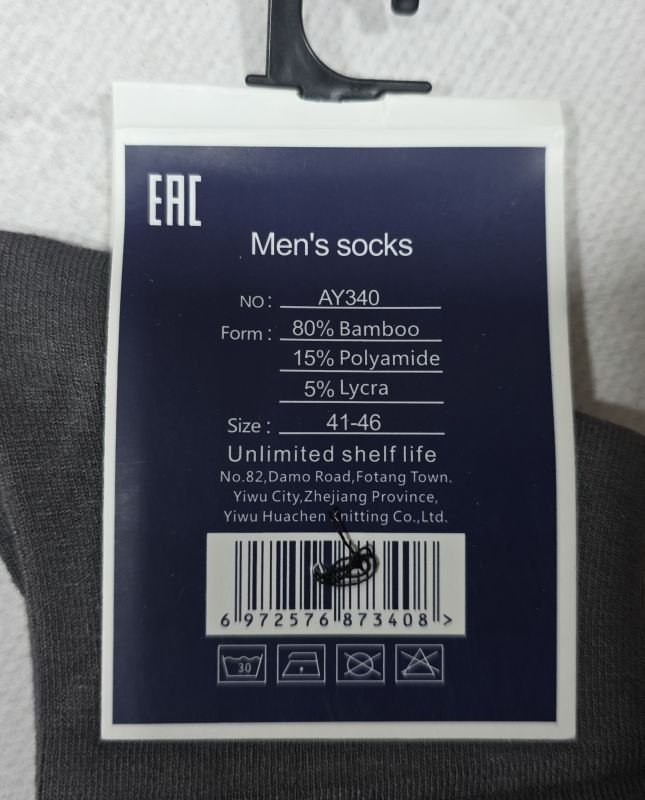 EAC
Men's socks
NO: AY340
Form: 80% Bamboo
15% Polyamide
5% Lycra
Size: 41-46
Unlimited shelf life
No.82,Damo Road,Fotang Town.
Yiwu City,Zhejiang Province,
Yiwu Huachen Knitting Co.,Ltd.
6 972576 873408 >
30